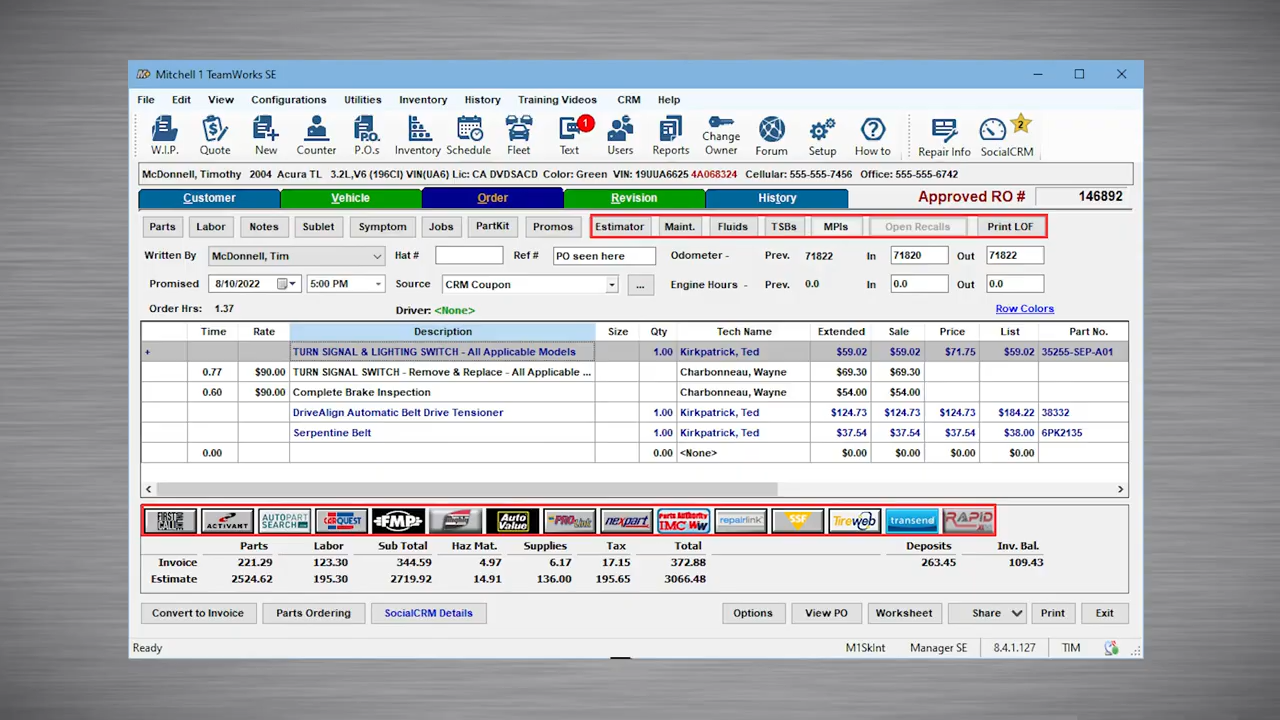 Mitchell 1 TeamWorks SE
File Edit View Configurations Utilities Inventory History Training Videos CRM Help
1 2
W.I.P. Quote New Counter P.O.s Inventory Schedule Fleet Text Users Reports Change Owner Forum Setup How to Repair Info SocialCRM
McDonnell, Timothy 2004 Acura TL 3.2L,V6 (196CI) VIN(UA6) Lic: CA DVDSACD Color: Green VIN: 19UUA6625 4A068324 Cellular: 555-555-7456 Office: 555-555-6742
Customer Vehicle Order Revision History Approved RO # 146892
Parts Labor Notes Sublet Symptom Jobs PartKit Promos Estimator Maint. Fluids TSBs MPIs Open Recalls Print LOF
Written By McDonnell, Tim Hat # Ref # PO seen here Odometer - Prev. 71822 In 71820 Out 71822
Promised 8/10/2022 5:00 PM Source CRM Coupon ... Engine Hours - Prev. 0.0 In 0.0 Out 0.0
Order Hrs: 1.37 Driver: <None> Row Colors
Time Rate Description Size Qty Tech Name Extended Sale Price List Part No.
+ TURN SIGNAL & LIGHTING SWITCH - All Applicable Models 1.00 Kirkpatrick, Ted $59.02 $59.02 $71.75 $59.02 35255-SEP-A01
0.77 $90.00 TURN SIGNAL SWITCH - Remove & Replace - All Applicable ... Charbonneau, Wayne $69.30 $69.30
0.60 $90.00 Complete Brake Inspection Charbonneau, Wayne $54.00 $54.00
DriveAlign Automatic Belt Drive Tensioner 1.00 Kirkpatrick, Ted $124.73 $124.73 $124.73 $184.22 38332
Serpentine Belt 1.00 Kirkpatrick, Ted $37.54 $37.54 $37.54 $38.00 6PK2135
0.00 0.00 <None> $0.00 $0.00 $0.00 $0.00
FIRST CALL ACTIVANT AUTOPART SEARCH CARQUEST FMP Auto Value PROLink nexpart Parts Authority IMC WW repairlink SSF Tireweb transend RAPID
Parts Labor Sub Total Haz Mat. Supplies Tax Total Deposits Inv. Bal.
Invoice 221.29 123.30 344.59 4.97 6.17 17.15 372.88 263.45 109.43
Estimate 2524.62 195.30 2719.92 14.91 136.00 195.65 3066.48
Convert to Invoice Parts Ordering SocialCRM Details Options View PO Worksheet Share Print Exit
Ready M1SkInt Manager SE 8.4.1.127 TIM